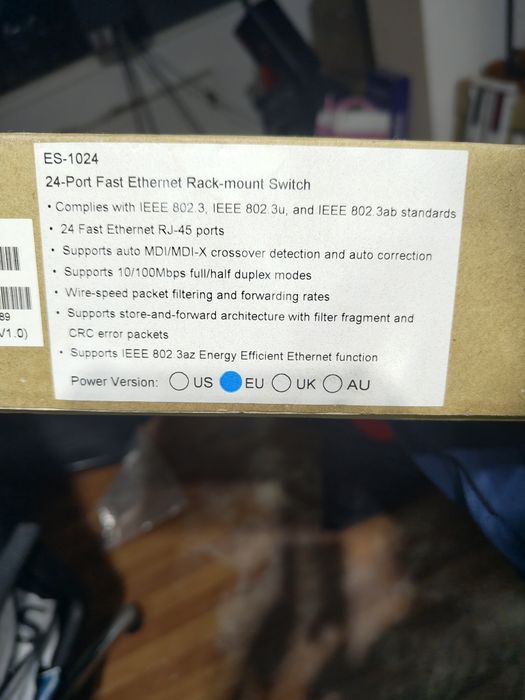 ES-1024
24-Port Fast Ethernet Rack-mount Switch
• Complies with IEEE 802.3, IEEE 802.3u, and IEEE 802.3ab standards
• 24 Fast Ethernet RJ-45 ports
• Supports auto MDI/MDI-X crossover detection and auto correction
• Supports 10/100Mbps full/half duplex modes
• Wire-speed packet filtering and forwarding rates
• Supports store-and-forward architecture with filter fragment and
CRC error packets
• Supports IEEE 802.3az Energy Efficient Ethernet function
Power Version: US EU UK AU
89
V1.0)